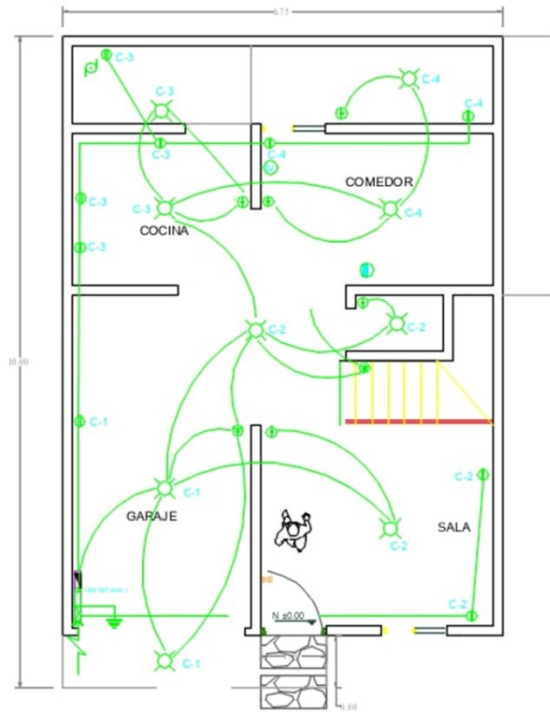 6.75
C-3
C-3
C-4
C-4
C-3
C-4
COMEDOR
C-3
C-3
C-4
COCINA
C-3
C-2
C-2
10.00
C-1
C-2
C-1
GARAJE
SALA
C-2
C-2
N ±0.00
C-1
0.80